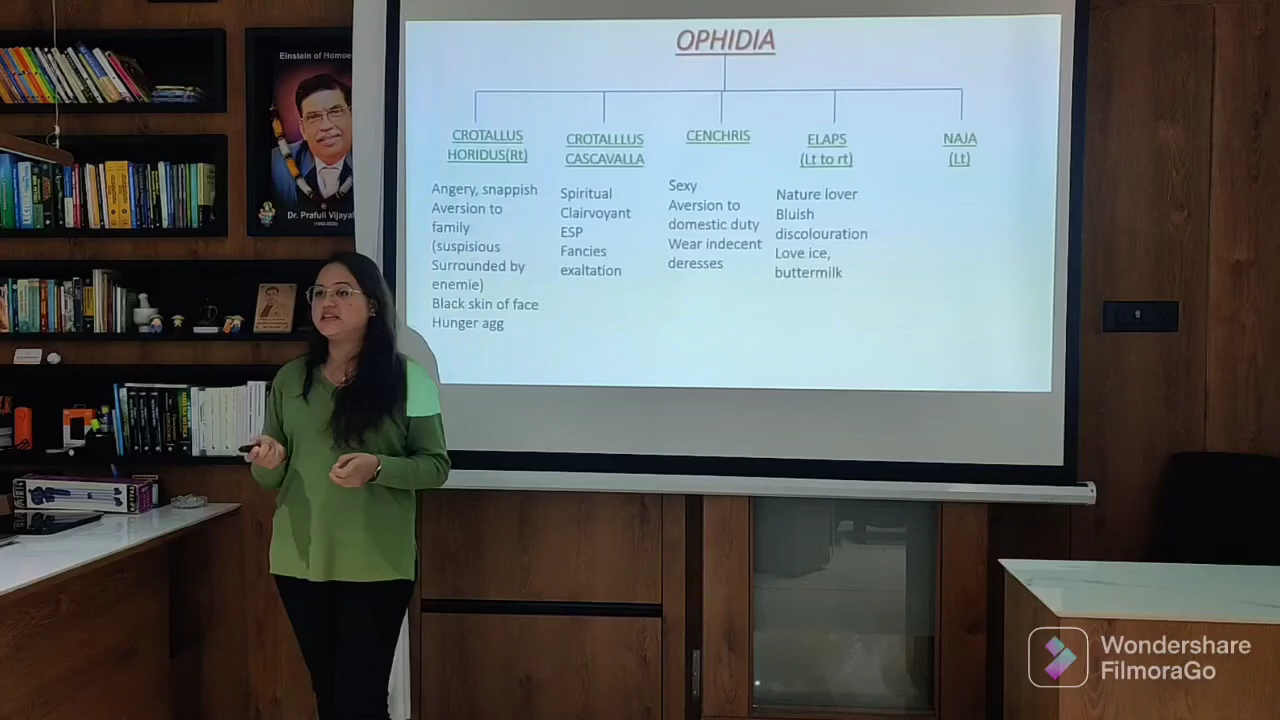 Einstein of Homoe
Dr. Prafull Vijayal
OPHIDIA
CROTALLUS
HORIDUS(Rt)
Angery, snappish
Aversion to
family
(suspisious
Surrounded by
enemie)
Black skin of face
Hunger agg
CROTALLLUS
CASCAVALLA
Spiritual
Clairvoyant
ESP
Fancies
exaltation
CENCHRIS
Sexy
Aversion to
domestic duty
Wear indecent
deresses
ELAPS
(Lt to rt)
Nature lover
Bluish
discolouration
Love ice,
buttermilk
NAJA
(Lt)
Wondershare
FilmoraGo